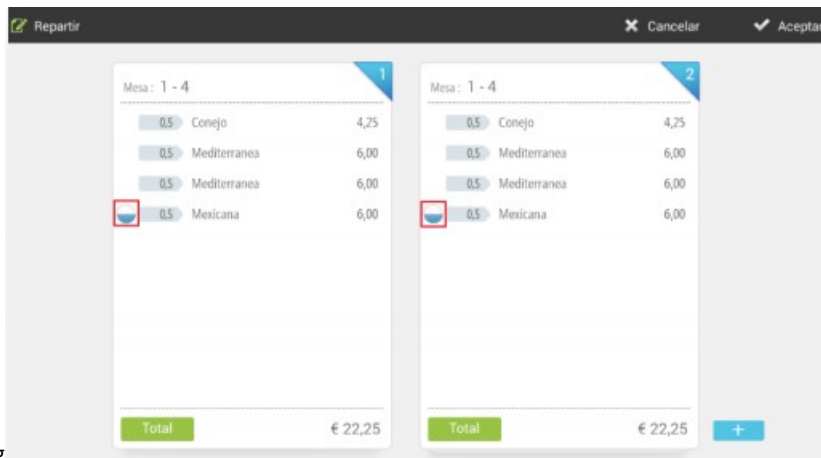 Repartir
Cancelar
Aceptar
1
Mesa : 1 - 4
0,5 Conejo 4,25
0,5 Mediterranea 6,00
0,5 Mediterranea 6,00
0,5 Mexicana 6,00
Total € 22,25
2
Mesa : 1 - 4
0,5 Conejo 4,25
0,5 Mediterranea 6,00
0,5 Mediterranea 6,00
0,5 Mexicana 6,00
Total € 22,25
+